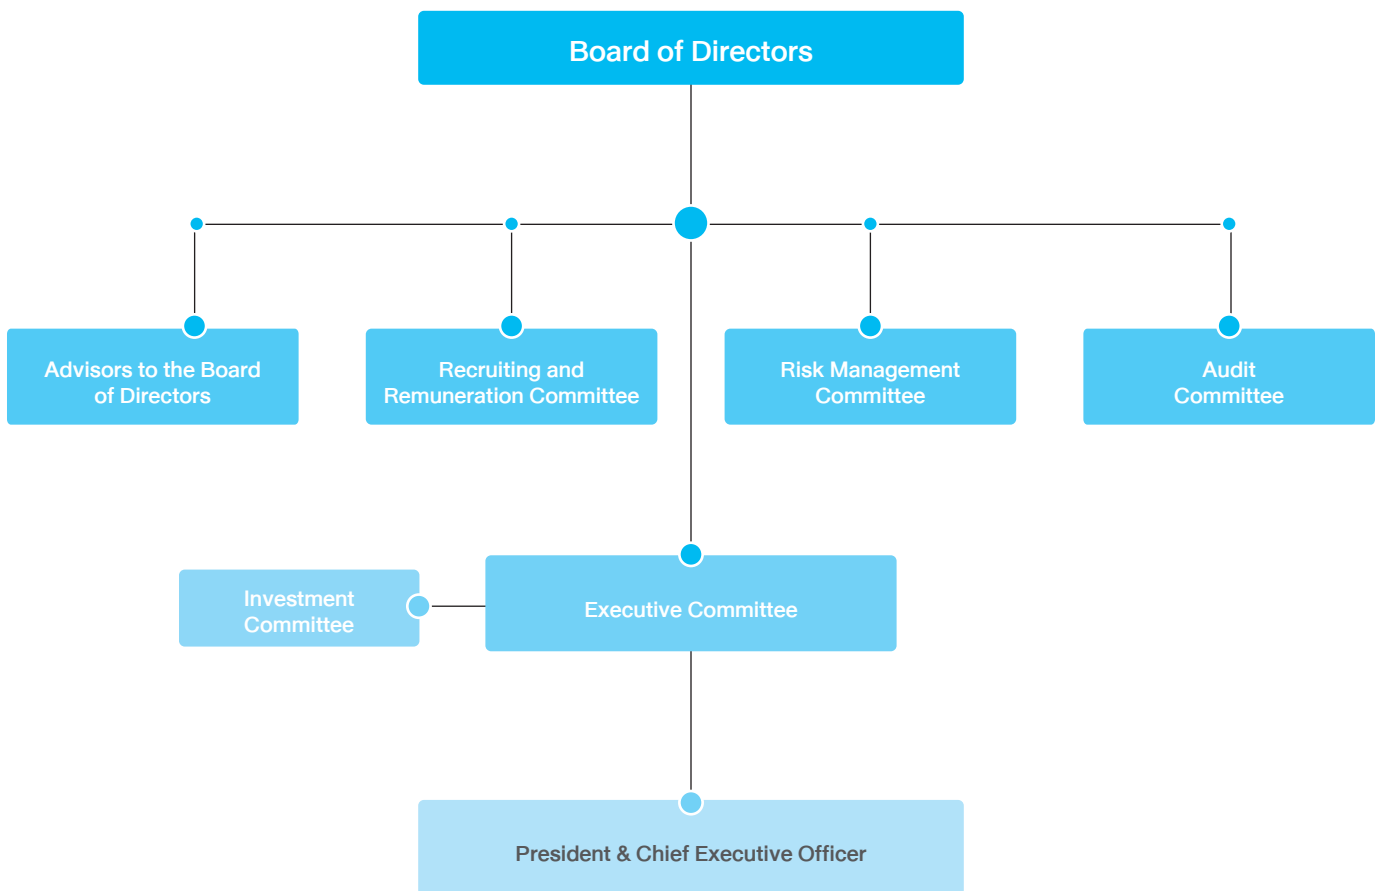 Board of Directors
Advisors to the Board
of Directors
Recruiting and
Remuneration Committee
Risk Management
Committee
Audit
Committee
Investment
Committee
Executive Committee
President & Chief Executive Officer